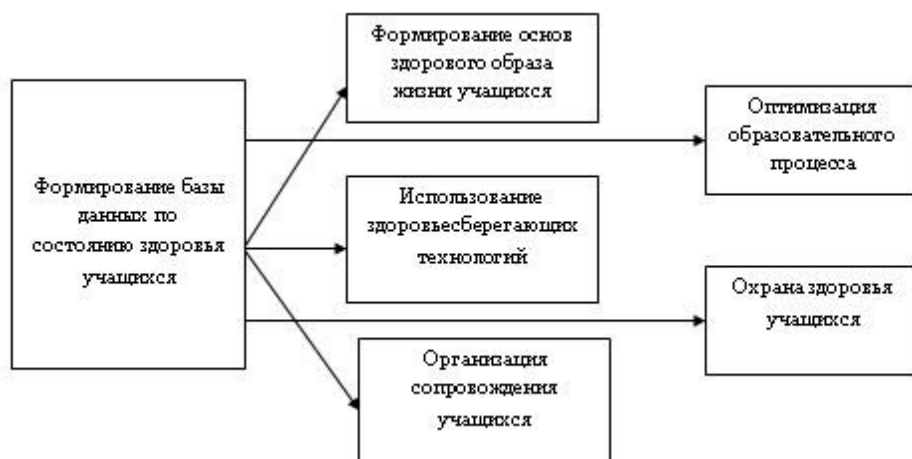 Формирование основ
здорового образа
жизни учащихся
Оптимизация
образовательного
процесса
Формирование базы
данных по
состоянию здоровья
учащихся
Использование
здоровьесберегающих
технологий
Охрана здоровья
учащихся
Организация
сопровождения
учащихся